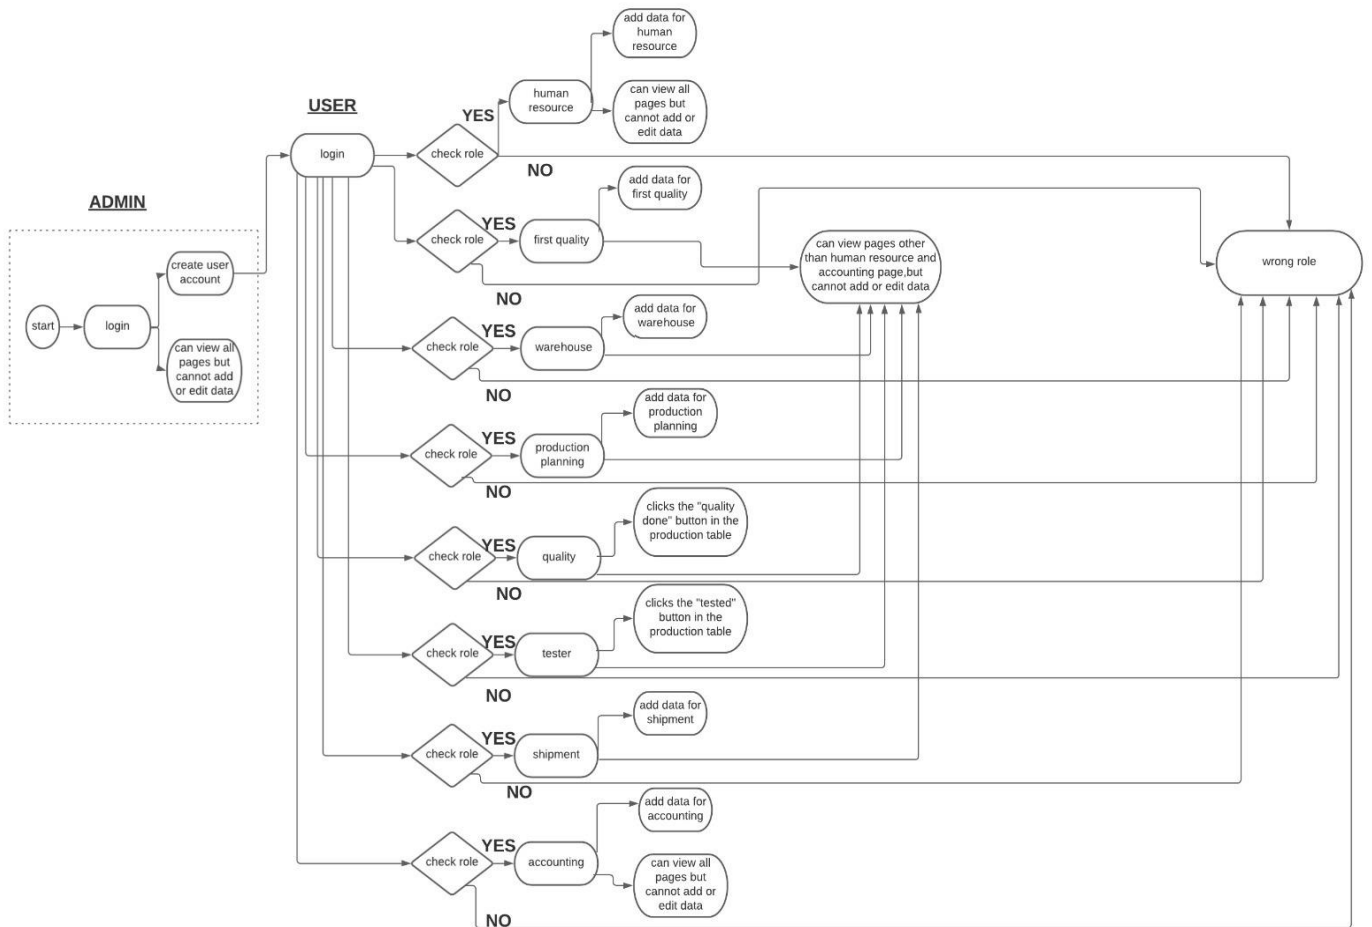 add data for
human
resource
USER
YES
human
resource
can view all
pages but
cannot add or
edit data
login
check role
NO
ADMIN
add data for
first quality
YES
check role
first quality
can view pages other
than human resource and
accounting page,but
cannot add or edit data
wrong role
create user
account
NO
start
login
add data for
warehouse
YES
check role
warehouse
can view all
pages but
cannot add
or edit data
NO
add data for
production
planning
YES
check role
production
planning
NO
clicks the "quality
done" button in the
production table
YES
check role
quality
NO
clicks the "tested"
button in the
production table
YES
check role
tester
NO
add data for
shipment
YES
check role
shipment
NO
add data for
accounting
YES
check role
accounting
can view all
pages but
cannot add or
edit data
NO